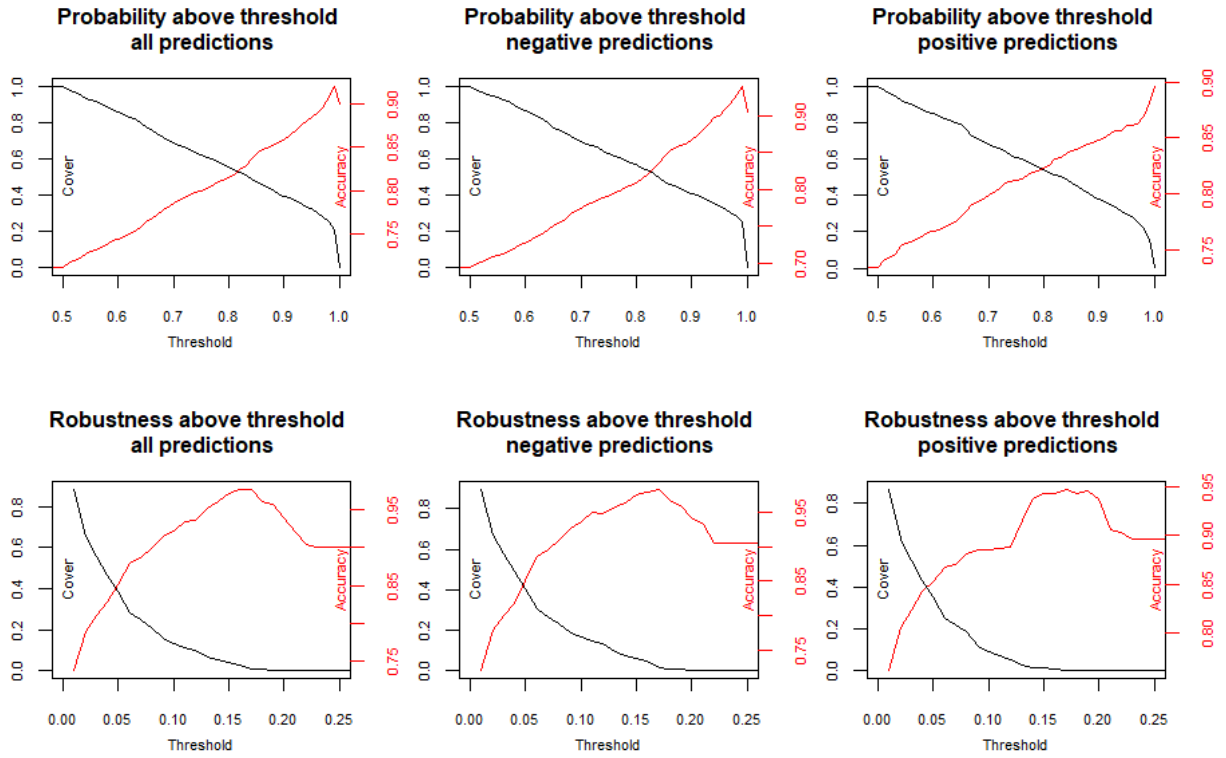 Probability above threshold
all predictions
1.0
0.8
0.6
0.4
0.2
0.0
Cover
Accuracy
0.90
0.85
0.80
0.75
0.5 0.6 0.7 0.8 0.9 1.0
Threshold
Probability above threshold
negative predictions
1.0
0.8
0.6
0.4
0.2
0.0
Cover
Accuracy
0.90
0.80
0.70
0.5 0.6 0.7 0.8 0.9 1.0
Threshold
Probability above threshold
positive predictions
1.0
0.8
0.6
0.4
0.2
0.0
Cover
Accuracy
0.90
0.85
0.80
0.75
0.5 0.6 0.7 0.8 0.9 1.0
Threshold
Robustness above threshold
all predictions
0.8
0.6
0.4
0.2
0.0
Cover
Accuracy
0.95
0.85
0.75
0.00 0.05 0.10 0.15 0.20 0.25
Threshold
Robustness above threshold
negative predictions
0.8
0.6
0.4
0.2
0.0
Cover
Accuracy
0.95
0.85
0.75
0.00 0.05 0.10 0.15 0.20 0.25
Threshold
Robustness above threshold
positive predictions
0.8
0.6
0.4
0.2
0.0
Cover
Accuracy
0.95
0.90
0.85
0.80
0.00 0.05 0.10 0.15 0.20 0.25
Threshold